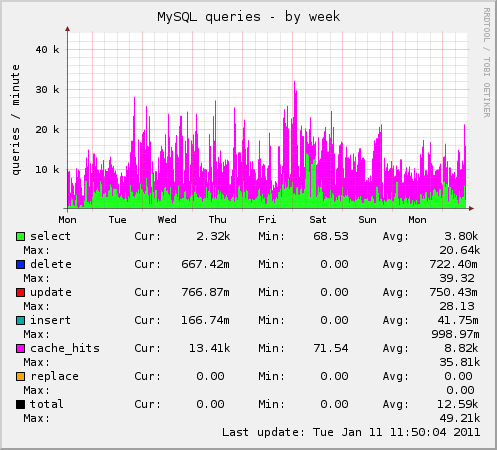 MySQL queries - by week
RRDTOOL / TOBI OETIKER
queries / minute
40 k
30 k
20 k
10 k
Mon Tue Wed Thu Fri Sat Sun Mon
select Cur: 2.32k Min: 68.53 Avg: 3.80k
Max: 20.64k
delete Cur: 667.42m Min: 0.00 Avg: 722.40m
Max: 39.32
update Cur: 766.87m Min: 0.00 Avg: 750.43m
Max: 28.13
insert Cur: 166.74m Min: 0.00 Avg: 41.75m
Max: 998.97m
cache_hits Cur: 13.41k Min: 71.54 Avg: 8.82k
Max: 35.81k
replace Cur: 0.00 Min: 0.00 Avg: 0.00
Max: 0.00
total Cur: 0.00 Min: 0.00 Avg: 12.59k
Max: 49.21k
Last update: Tue Jan 11 11:50:04 2011